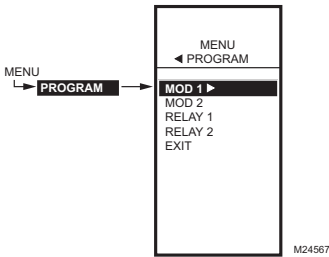 MENU
PROGRAM
MENU
◄ PROGRAM
MOD 1 ►
MOD 2
RELAY 1
RELAY 2
EXIT
M24567